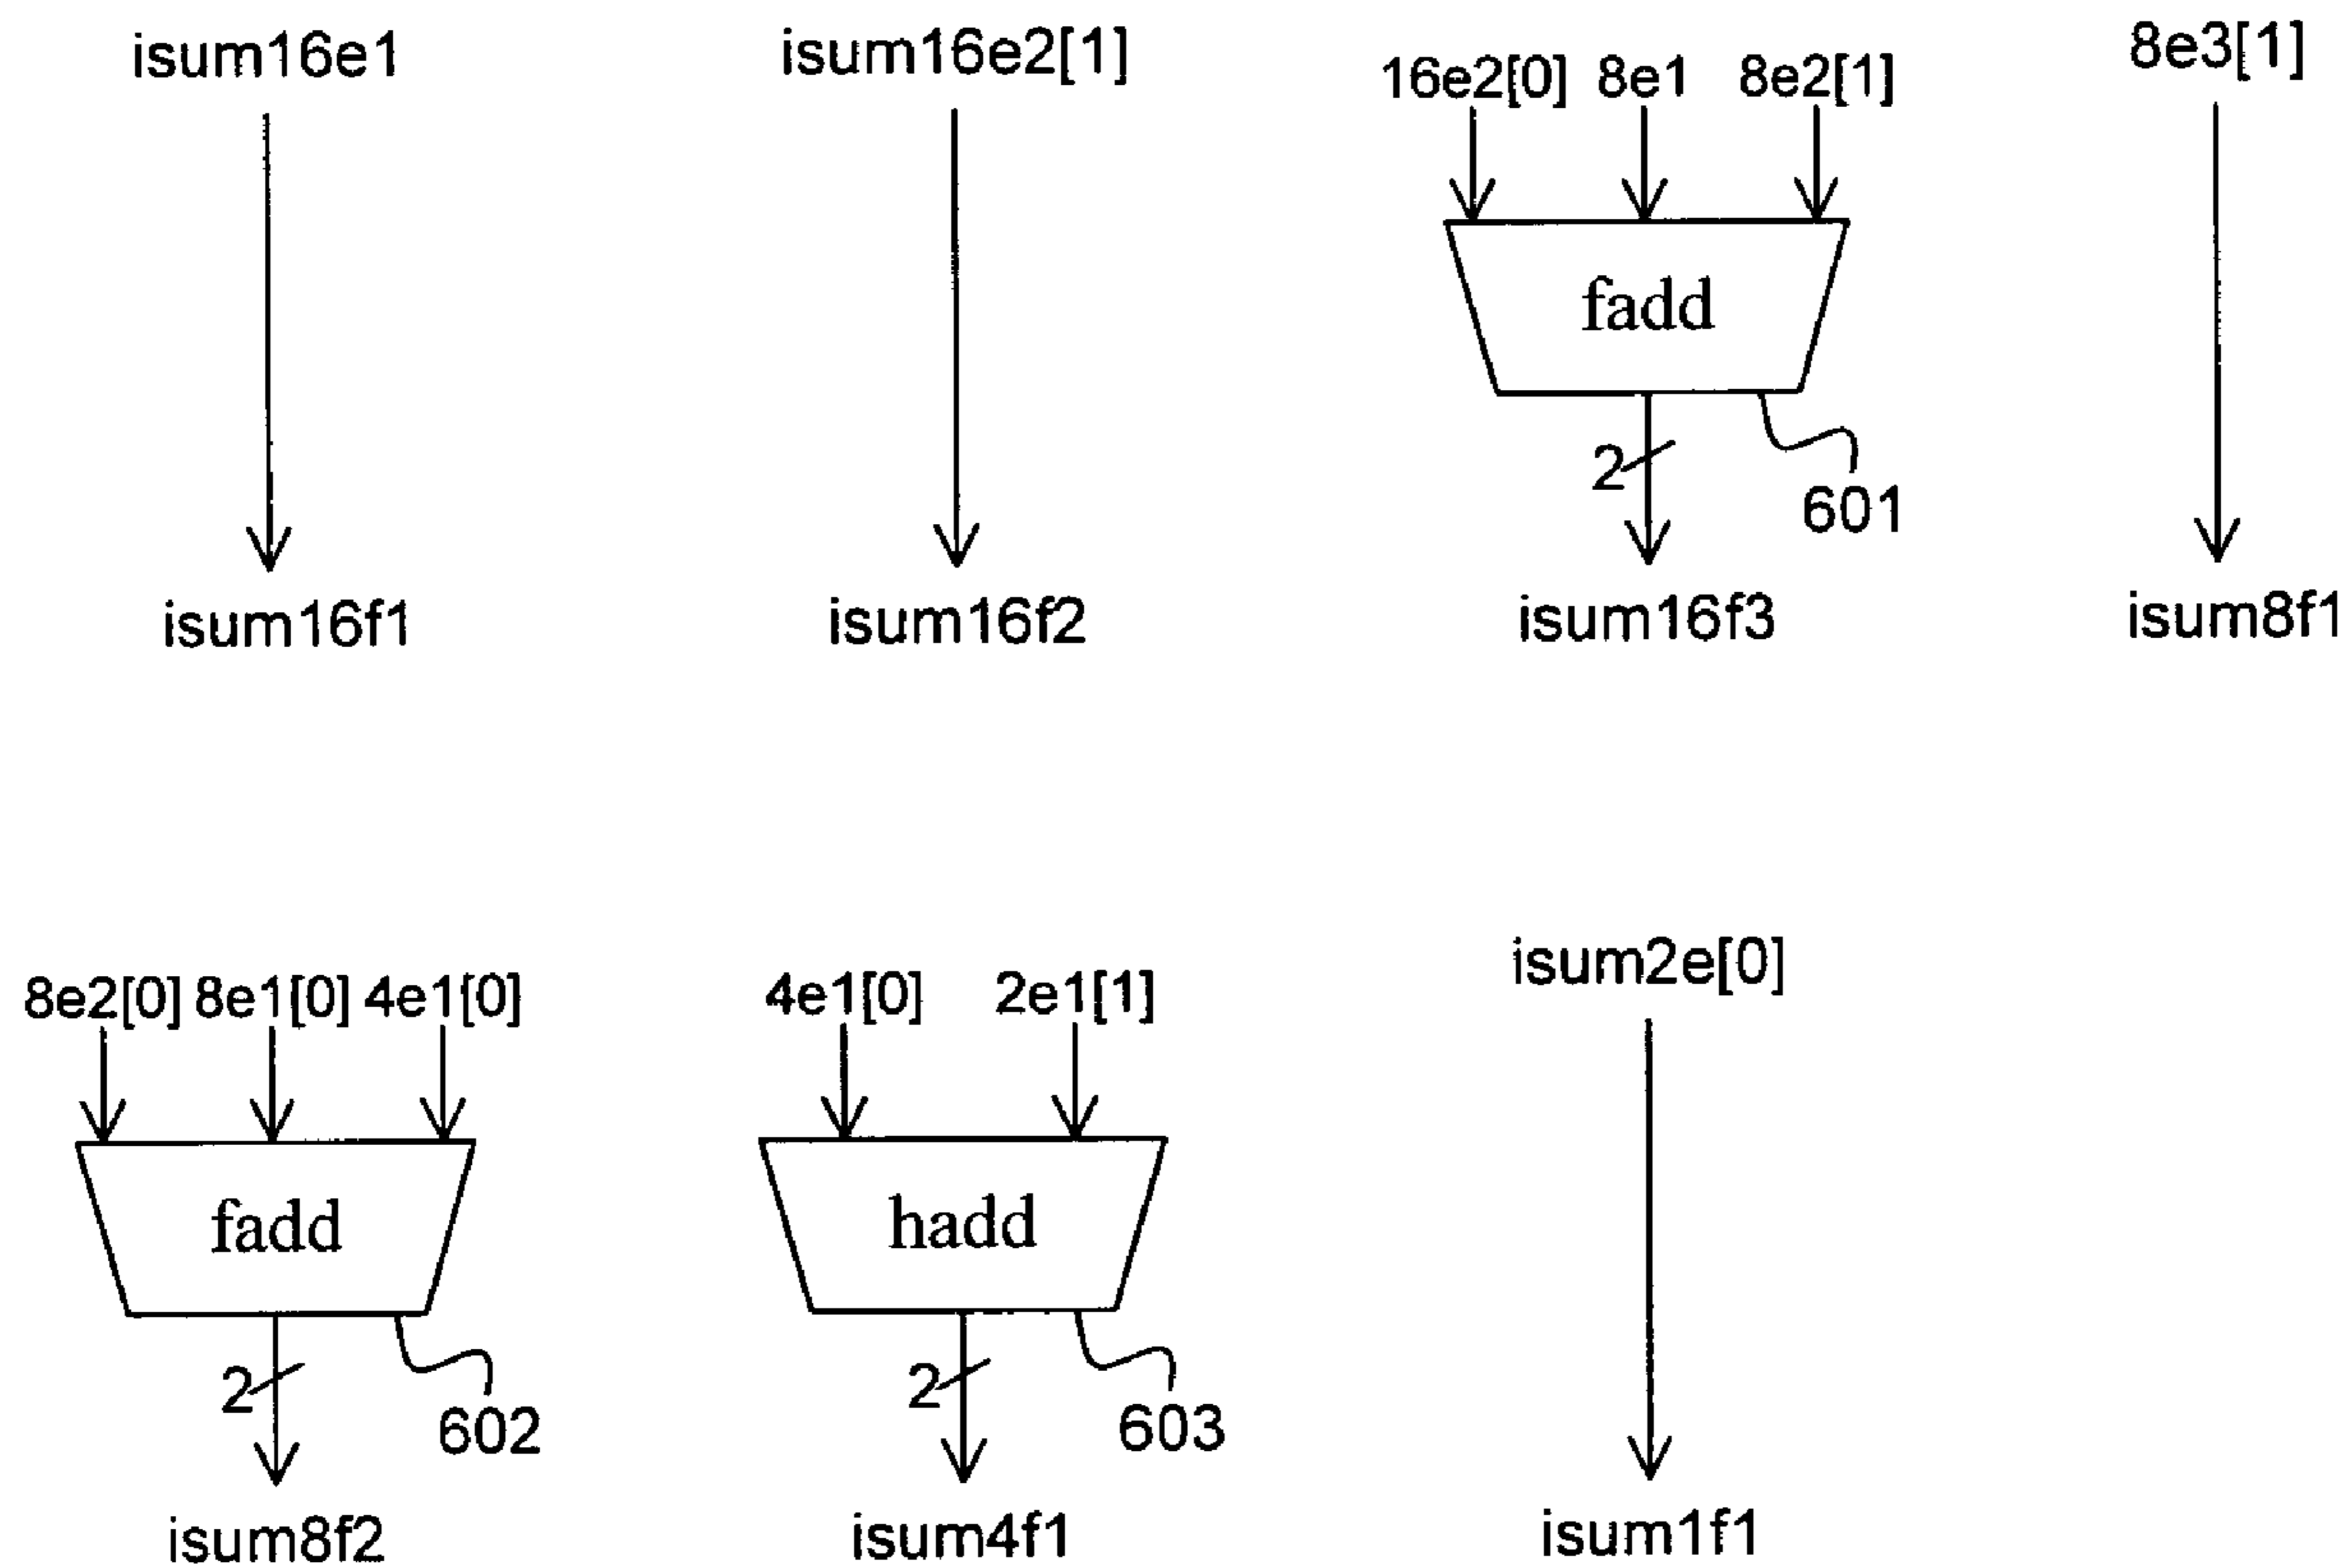 isum16e1
isum16e2[1]
16e2[0] 8e1 8e2[1]
8e3[1]
fadd
2
601
isum16f1
isum16f2
isum16f3
isum8f1
8e2[0] 8e1[0] 4e1[0]
4e1[0] 2e1[1]
isum2e[0]
fadd
hadd
2
602
2
603
isum8f2
isum4f1
isum1f1